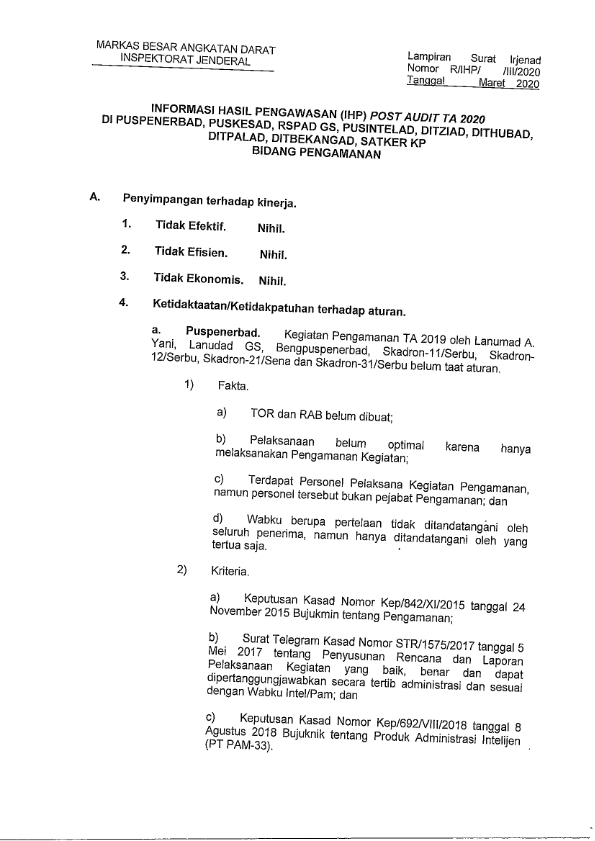 MARKAS BESAR ANGKATAN DARAT
INSPEKTORAT JENDERAL
Lampiran Surat Irjenad
Nomor R/IHP/ /III/2020
Tanggal Maret 2020
INFORMASI HASIL PENGAWASAN (IHP) POST AUDIT TA 2020
DI PUSPENERBAD, PUSKESAD, RSPAD GS, PUSINTELAD, DITZIAD, DITHUBAD,
DITPALAD, DITBEKANGAD, SATKER KP
BIDANG PENGAMANAN
A. Penyimpangan terhadap kinerja.
1. Tidak Efektif. Nihil.
2. Tidak Efisien. Nihil.
3. Tidak Ekonomis. Nihil.
4. Ketidaktaatan/Ketidakpatuhan terhadap aturan.
a. Puspenerbad. Kegiatan Pengamanan TA 2019 oleh Lanumad A.
Yani, Lanudad GS, Bengpuspenerbad, Skadron-11/Serbu, Skadron-
12/Serbu, Skadron-21/Sena dan Skadron-31/Serbu belum taat aturan.
1) Fakta.
a) TOR dan RAB belum dibuat;
b) Pelaksanaan belum optimal karena hanya
melaksanakan Pengamanan Kegiatan;
c) Terdapat Personel Pelaksana Kegiatan Pengamanan,
namun personel tersebut bukan pejabat Pengamanan; dan
d) Wabku berupa pertelaan tidak ditandatangani oleh
seluruh penerima, namun hanya ditandatangani oleh yang
tertua saja.
2) Kriteria.
a) Keputusan Kasad Nomor Kep/842/XI/2015 tanggal 24
November 2015 Bujukmin tentang Pengamanan;
b) Surat Telegram Kasad Nomor STR/1575/2017 tanggal 5
Mei 2017 tentang Penyusunan Rencana dan Laporan
Pelaksanaan Kegiatan yang baik, benar dan dapat
dipertanggungjawabkan secara tertib administrasi dan sesuai
dengan Wabku Intel/Pam; dan
c) Keputusan Kasad Nomor Kep/692/VIII/2018 tanggal 8
Agustus 2018 Bujuknik tentang Produk Administrasi Intelijen
(PT PAM-33).